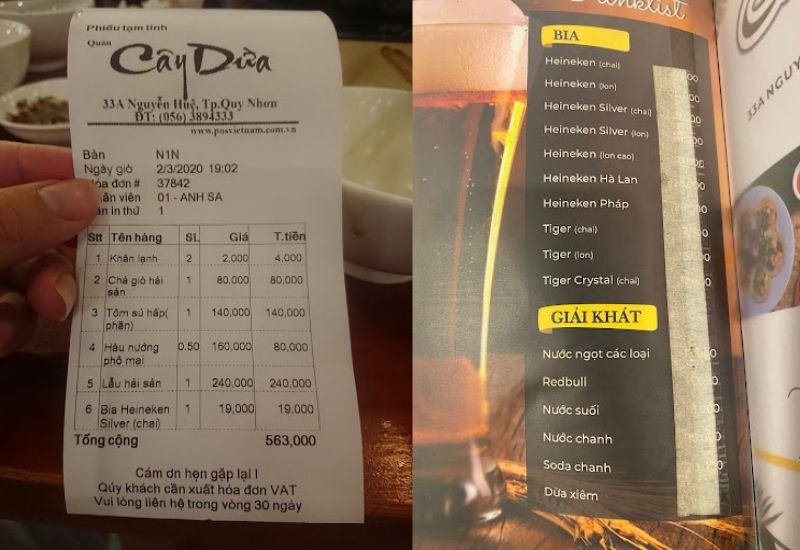 Phiếu tạm tính
Quán
Cây Dừa
33A Nguyễn Huệ, Tp.Quy Nhơn
ĐT: (056) 3894333
www.posvietnam.com.vn
Bàn N1N
Ngày giờ 2/3/2020 19:02
Hóa đơn # 37842
viên 01 - ANH SA
in thứ 1
Stt Tên hàng SL Giá T.tiền
1 Khăn lạnh 2 2,000 4,000
2 Chả giò hải 1 80,000 80,000
sản
3 Tôm sú hấp( 1 140,000 140,000
phần)
4 Hàu nướng 0.50 160,000 80,000
phô mai
5 Lẩu hải sản 1 240,000 240,000
6 Bia Heineken 1 19,000 19,000
Silver (chai)
Tổng cộng 563,000
Cám ơn hẹn gặp lại !
Qúy khách cần xuất hóa đơn VAT
Vui lòng liên hệ trong vòng 30 ngày
BIA
Heineken (chai)
Heineken (lon)
Heineken Silver (chai)
Heineken Silver (lon)
Heineken (lon cao)
Heineken Hà Lan
Heineken Pháp
Tiger (chai)
Tiger (lon)
Tiger Crystal (chai)
GIẢI KHÁT
Nước ngọt các loại
Redbull
Nước suối
Nước chanh
Soda chanh
Dừa xiêm
33A NGUY